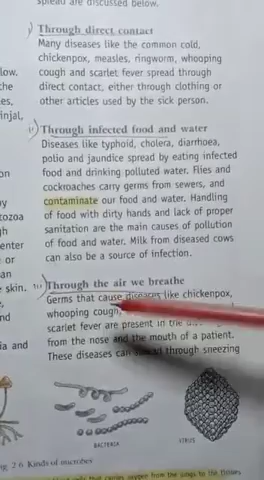 spread are discussed below.
i) Through direct contact
Many diseases like the common cold,
chickenpox, measles, ringworm, whooping
cough and scarlet fever spread through
direct contact, either through clothing or
other articles used by the sick person.
ii) Through infected food and water
Diseases like typhoid, cholera, diarrhoea,
polio and jaundice spread by eating infected
food and drinking polluted water. Flies and
cockroaches carry germs from sewers, and
contaminate our food and water. Handling
of food with dirty hands and lack of proper
sanitation are the main causes of pollution
of food and water. Milk from diseased cows
can also be a source of infection.
iii) Through the air we breathe
Germs that cause diseases like chickenpox,
whooping cough,
scarlet fever are present in the
from the nose and the mouth of a patient.
These diseases can spread through sneezing
low.
the
es,
injal,
on
by
tozoa
gh
enter
or
an
skin.
nd
ia and
BACTERIA
VIRUS
2.6 Kinds of microbes